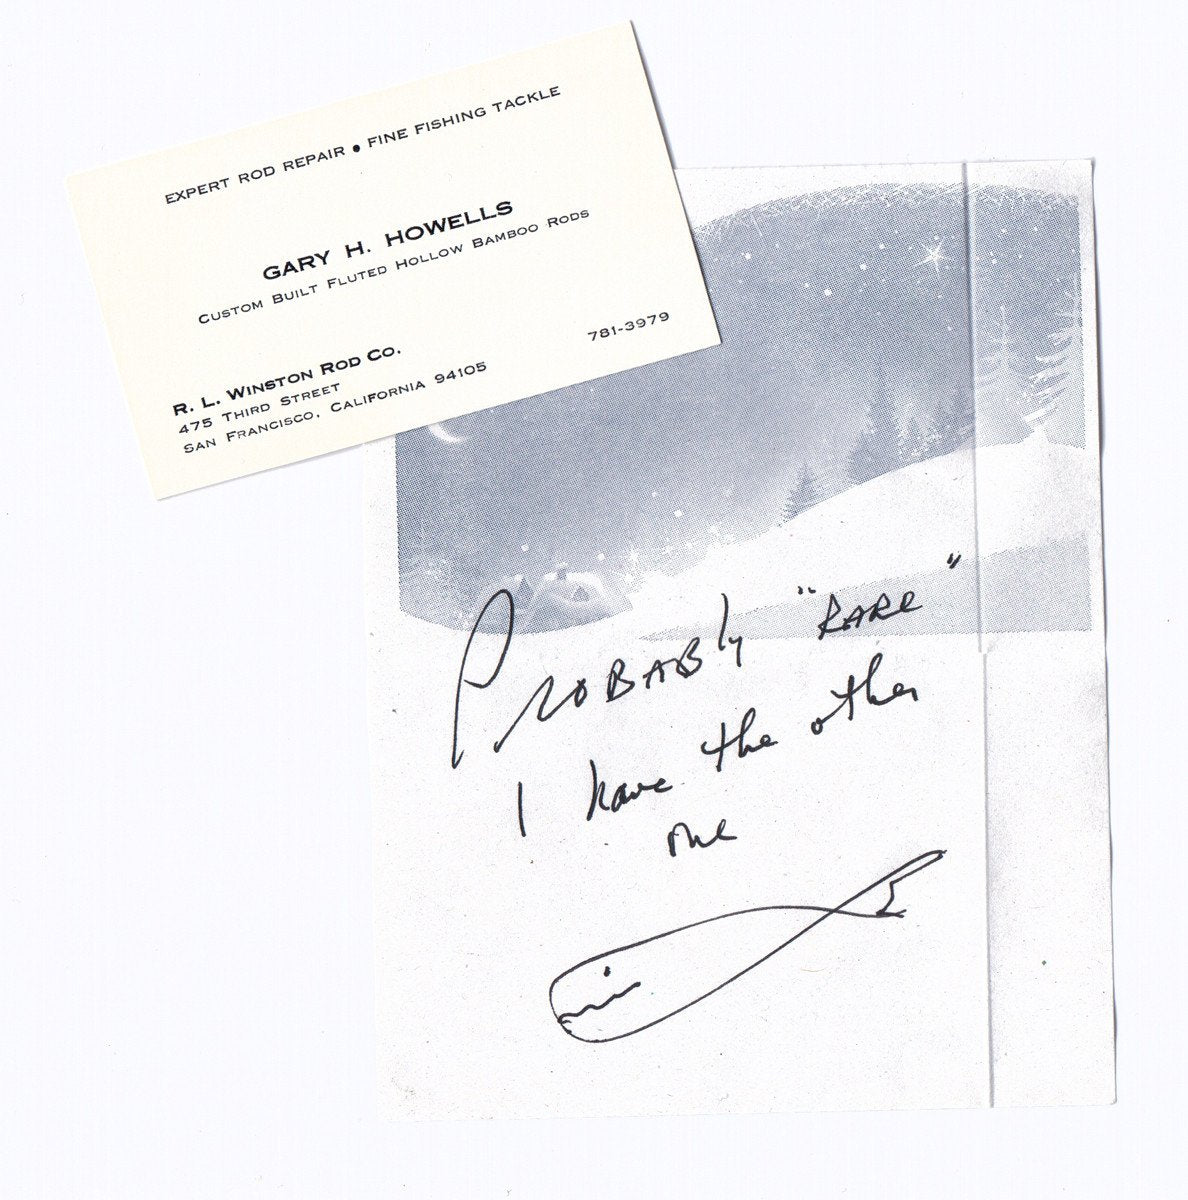 EXPERT ROD REPAIR • FINE FISHING TACKLE
GARY H. HOWELLS
CUSTOM BUILT FLUTED HOLLOW BAMBOO RODS
781-3979
R. L. WINSTON ROD CO.
475 THIRD STREET
SAN FRANCISCO, CALIFORNIA 94105
PROBABLY "RARE"
I have the other
one